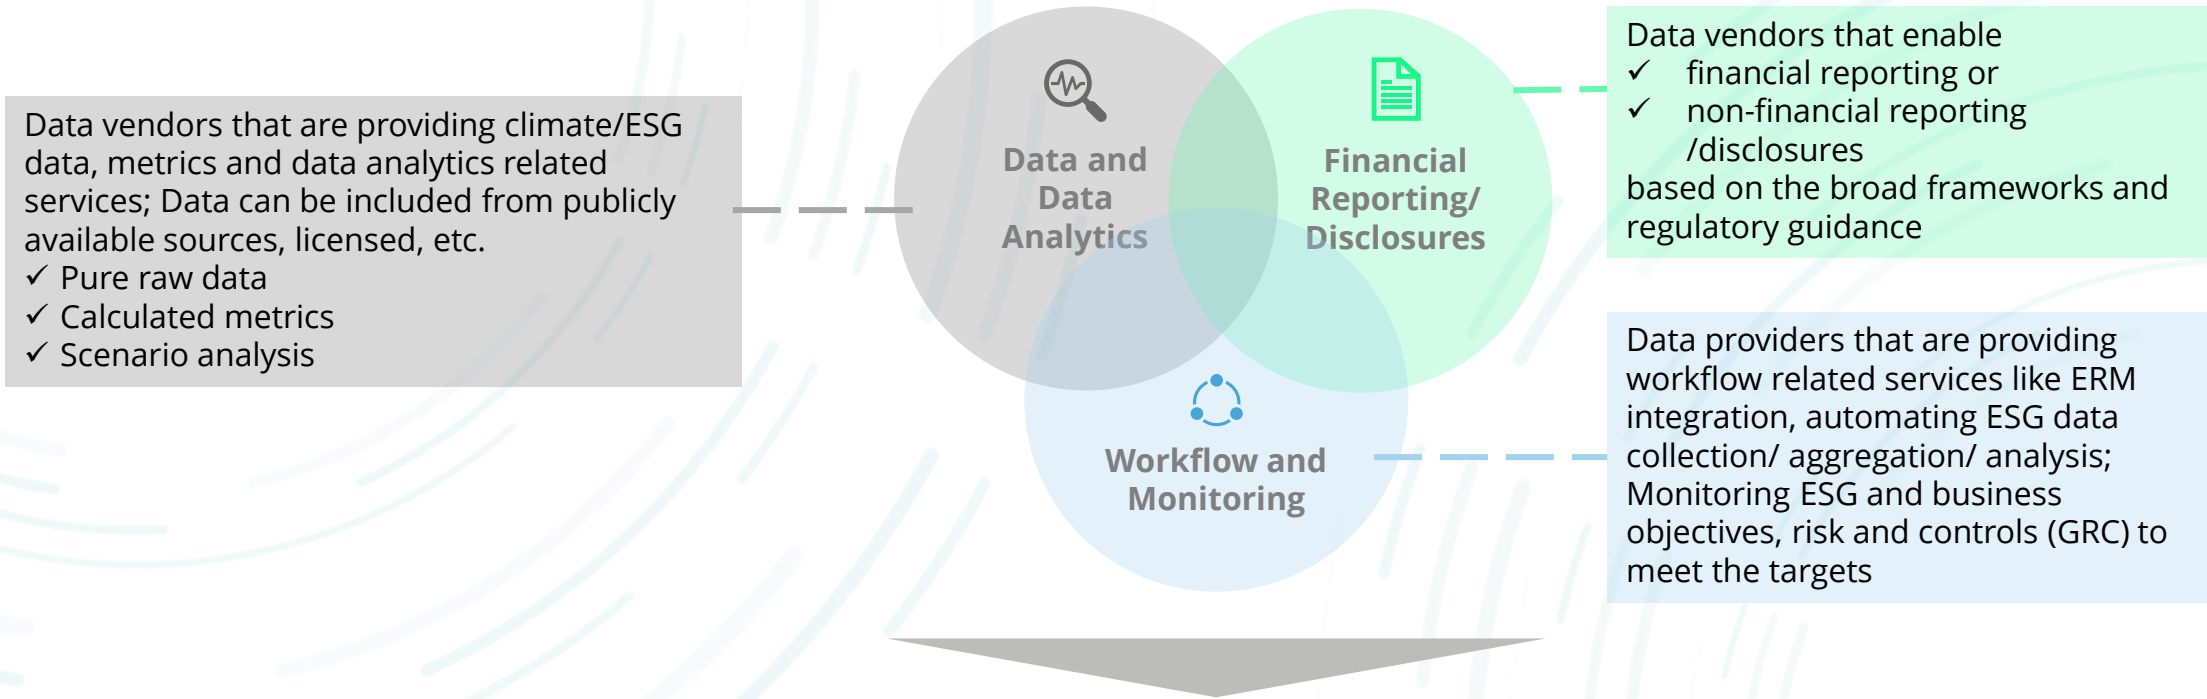 Data vendors that are providing climate/ESG
data, metrics and data analytics related
services; Data can be included from publicly
available sources, licensed, etc.
✓ Pure raw data
✓ Calculated metrics
✓ Scenario analysis
Data and
Data
Analytics
Financial
Reporting/
Disclosures
Workflow and
Monitoring
Data vendors that enable
✓ financial reporting or
✓ non-financial reporting
/disclosures
based on the broad frameworks and
regulatory guidance
Data providers that are providing
workflow related services like ERM
integration, automating ESG data
collection/ aggregation/ analysis;
Monitoring ESG and business
objectives, risk and controls (GRC) to
meet the targets